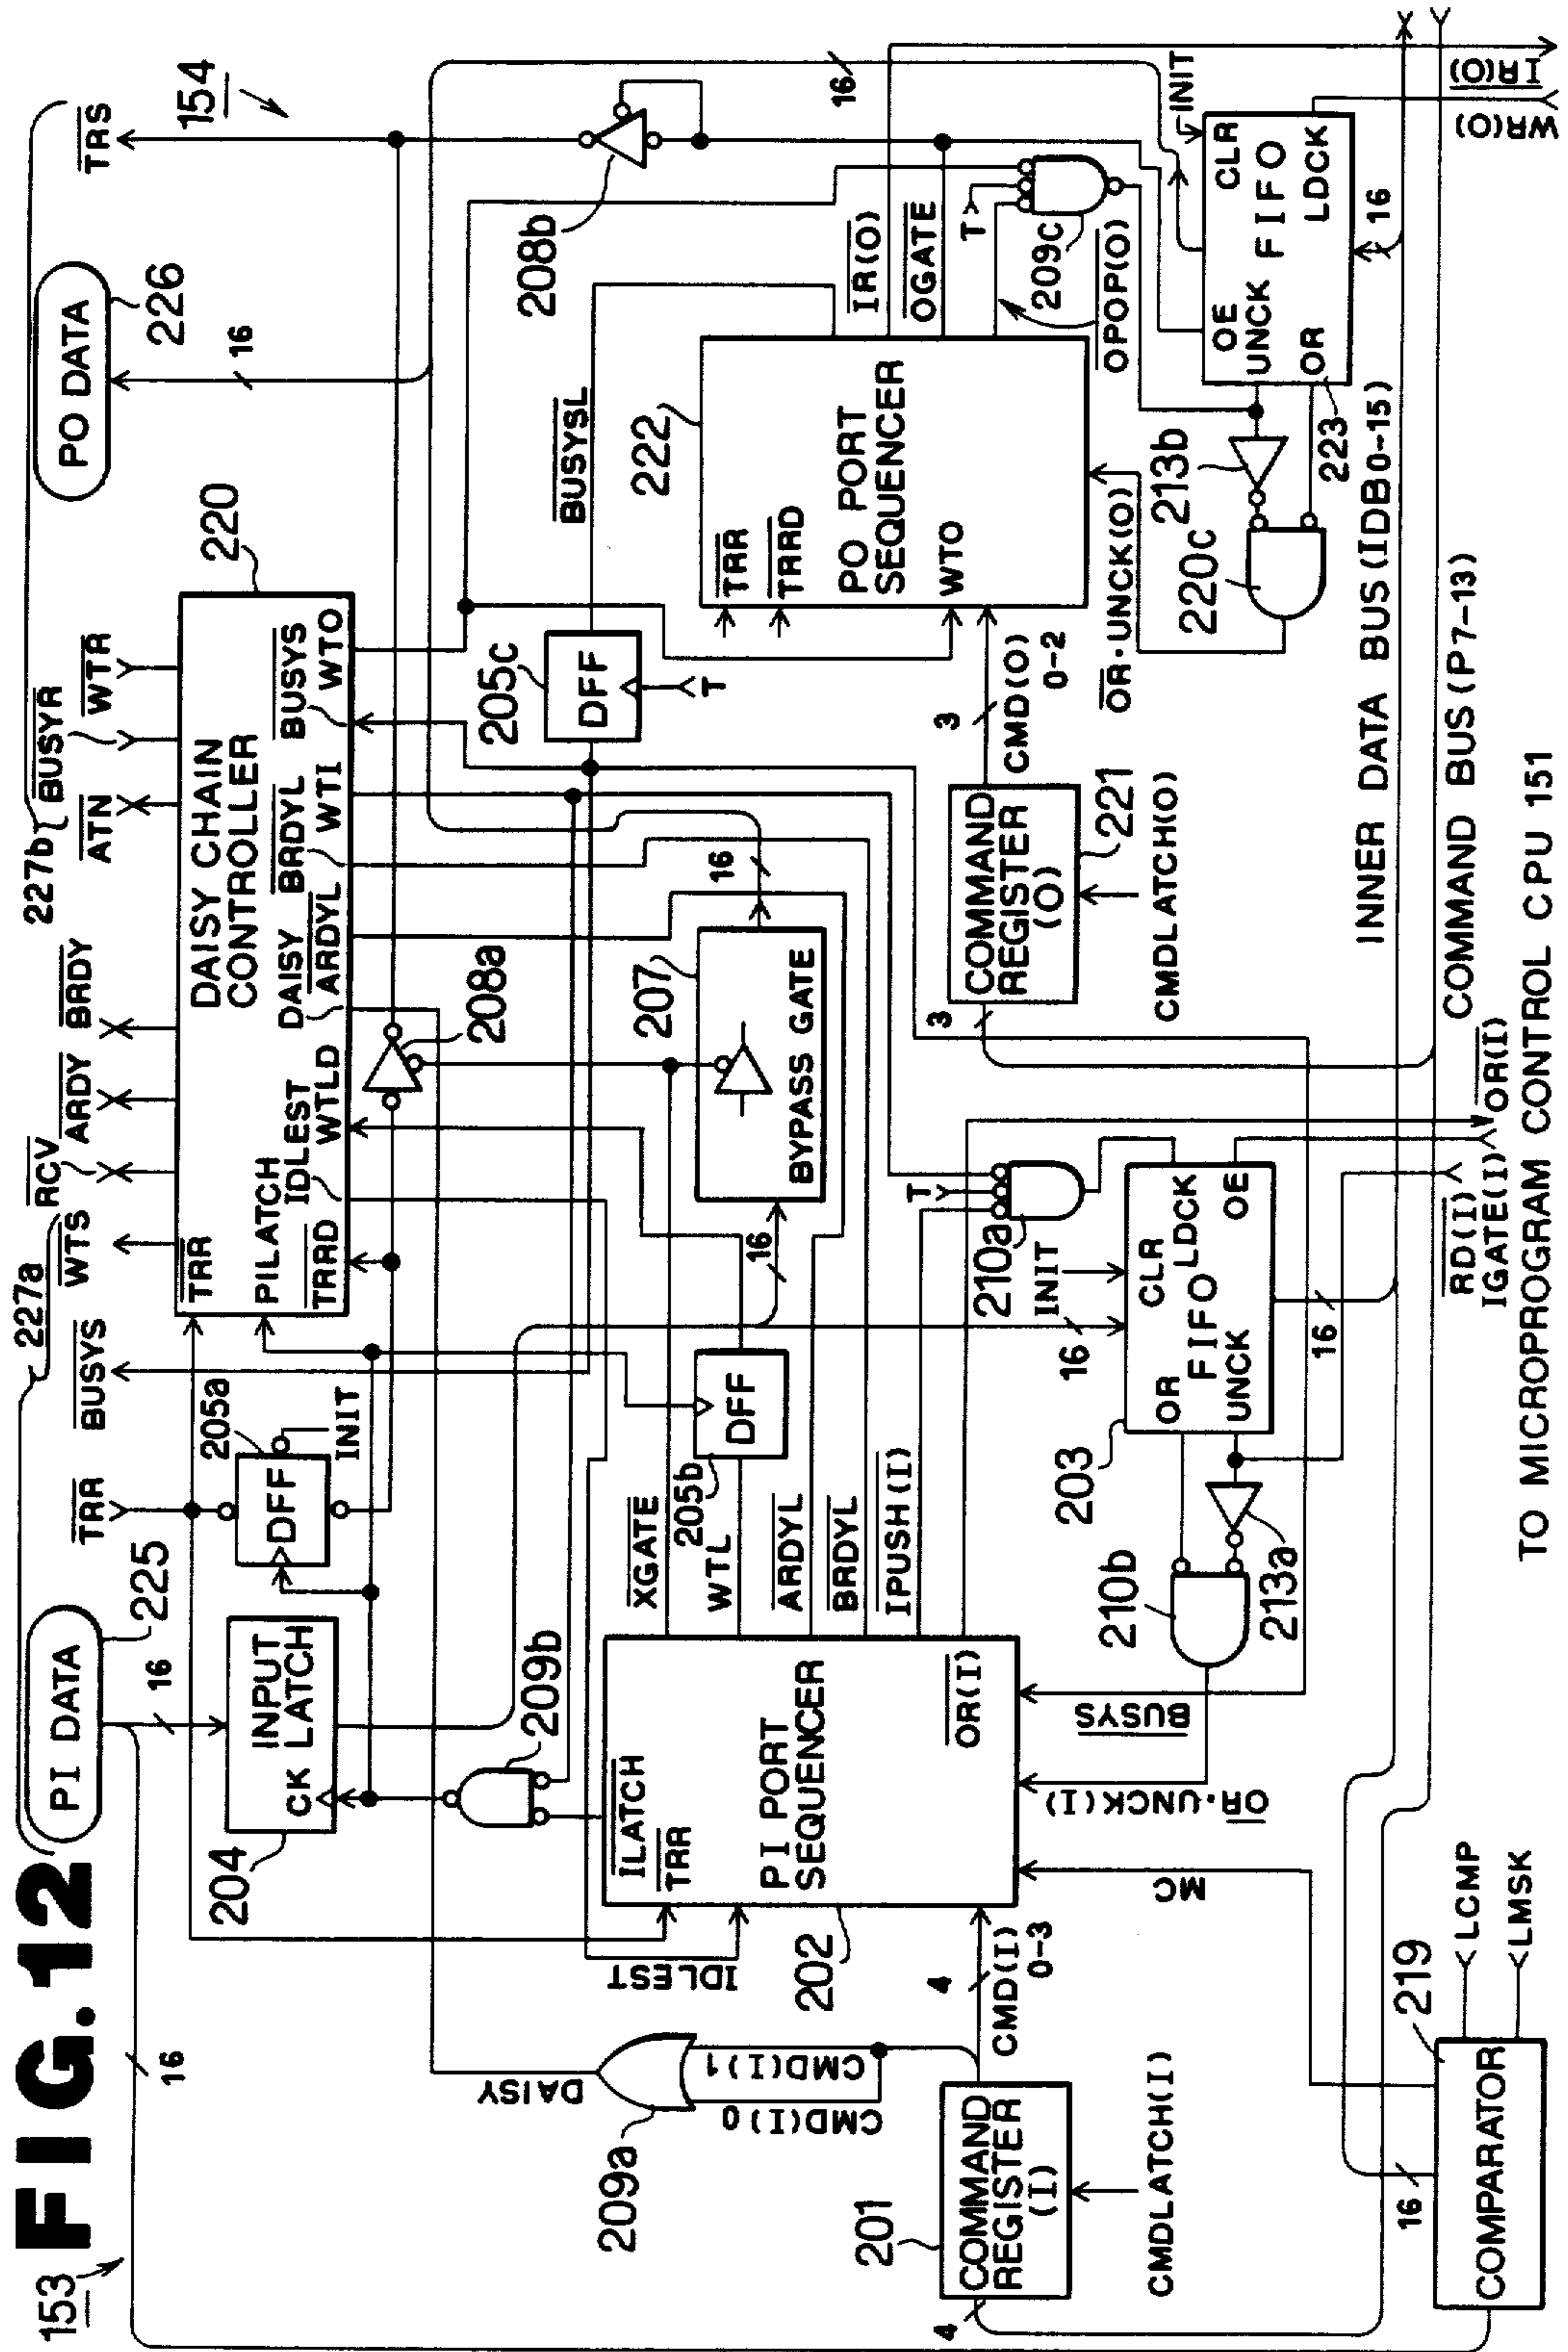 FIG.12
153
154
PI DATA
225
TRR
BUSYS
227a
WTS
RCV
ARDY
BRDY
227b
ATN
BUSYR
WTR
PO DATA
226
TRS
16
16
16
204
INPUT
LATCH
CK
205a
DFF
INIT
TRR
PILATCH
TRRD
IDLEST
WTLD
DAISY CHAIN
CONTROLLER
220
DAISY
ARDYL
BRDYL
WTI
BUSYS
WTO
208a
208b
16
209b
209a
DAISY
CMD(I)0
CMD(I)1
IDLEST
ILATCH
TRR
PI PORT
SEQUENCER
202
OR(I)
XGATE
WTL
205b
DFF
ARDYL
BRDYL
IPUSH(I)
16
207
BYPASS GATE
16
205c
DFF
T
BUSYSL
222
TRR
TRRD
PO PORT
SEQUENCER
WTO
IR(O)
OGATE
T
209c
OPOP(O)
201
COMMAND
REGISTER
(I)
4
4
CMD(I)
0-3
CMDLATCH(I)
MC
OR·UNCK(I)
BUSYS
210b
213a
203
OR
FIFO
UNCK
CLR
LDCK
OE
16
16
INIT
210a
T
COMMAND
REGISTER
(O)
221
3
3
CMD(O)
0-2
CMDLATCH(O)
OR·UNCK(O)
220c
213b
223
OE
UNCK
OR
FIFO
CLR
LDCK
INIT
16
WR(O)
IR(O)
INNER DATA BUS(IDB0-15)
COMMAND BUS(P7-13)
RD(I)
IGATE(I)
OR(I)
TO MICROPROGRAM CONTROL CPU 151
16
COMPARATOR
219
LCMP
LMSK